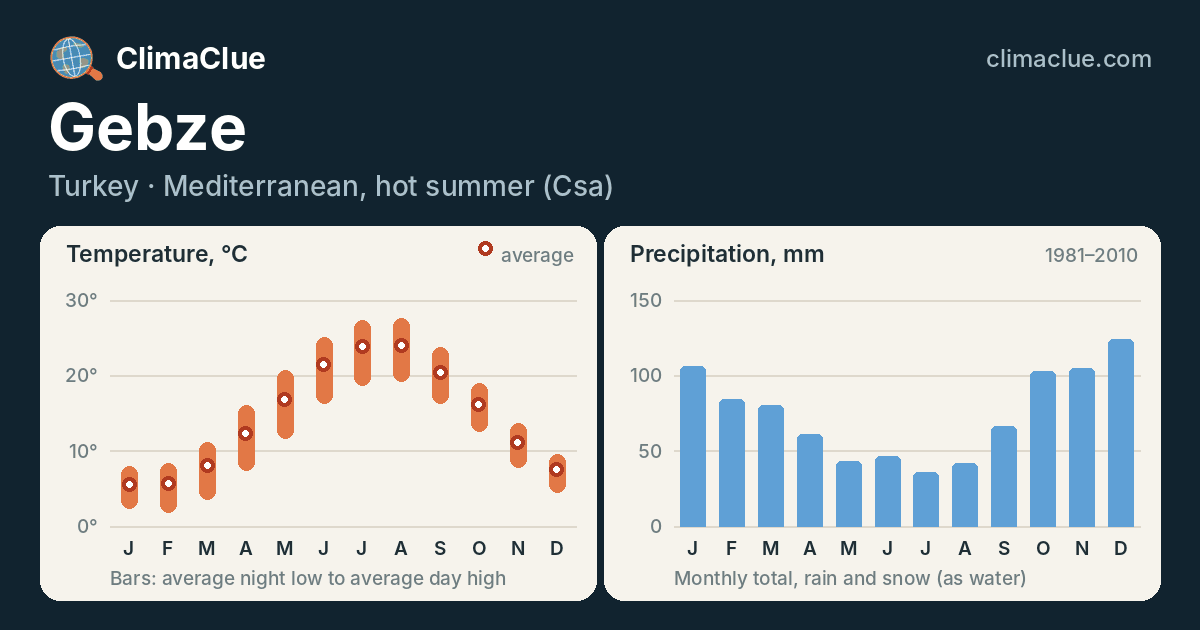 ClimaClue
climaclue.com
Gebze
Turkey · Mediterranean, hot summer (Csa)
Temperature, °C
average
30°
20°
10°
0°
J F M A M J J A S O N D
Bars: average night low to average day high
Precipitation, mm
1981–2010
150
100
50
0
J F M A M J J A S O N D
Monthly total, rain and snow (as water)